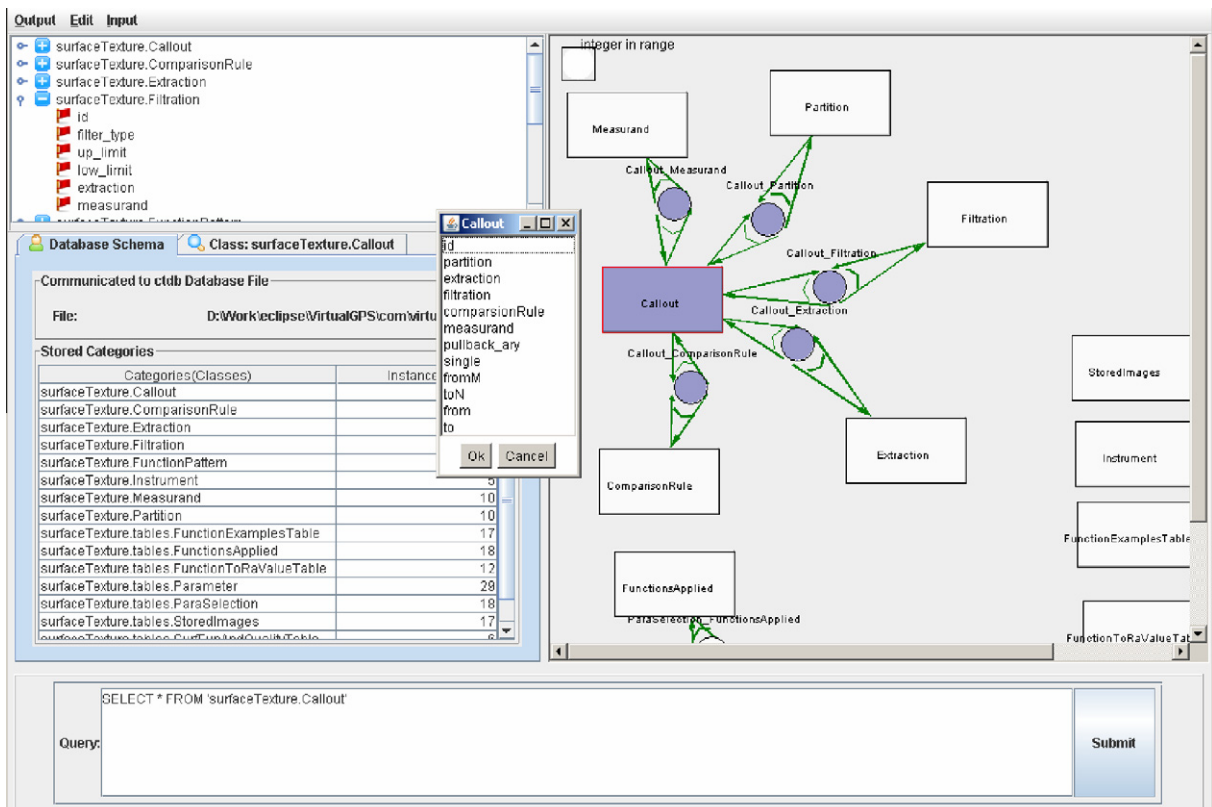 Output Edit Input
surfaceTexture.Callout
surfaceTexture.ComparisonRule
surfaceTexture.Extraction
surfaceTexture.Filtration
id
filter_type
up_limit
low_limit
extraction
measurand
Database Schema
Class: surfaceTexture.Callout
Communicated to ctdb Database File
File: D:\Work\eclipse\VirtualGPS\com\virtu
Stored Categories
Categories(Classes) Instance
surfaceTexture.Callout
surfaceTexture.ComparisonRule
surfaceTexture.Extraction
surfaceTexture.Filtration
surfaceTexture.FunctionPattern
surfaceTexture.Instrument 5
surfaceTexture.Measurand 10
surfaceTexture.Partition 10
surfaceTexture.tables.FunctionExamplesTable 17
surfaceTexture.tables.FunctionsApplied 18
surfaceTexture.tables.FunctionToRaValueTable 12
surfaceTexture.tables.Parameter 29
surfaceTexture.tables.ParaSelection 18
surfaceTexture.tables.StoredImages 17
Callout
id
partition
extraction
filtration
comparsionRule
measurand
pullback_ary
single
fromM
toN
from
to
Ok Cancel
integer in range
Measurand
Partition
Callout_Measurand
Callout_Partition
Filtration
Callout_Filtration
Callout
Callout_Extraction
Callout_ComparisonRule
StoredImages
Extraction
Instrument
ComparisonRule
FunctionExamplesTable
FunctionsApplied
ParaSelection_FunctionsApplied
FunctionToRaValueTab
Query:
SELECT * FROM 'surfaceTexture.Callout'
Submit